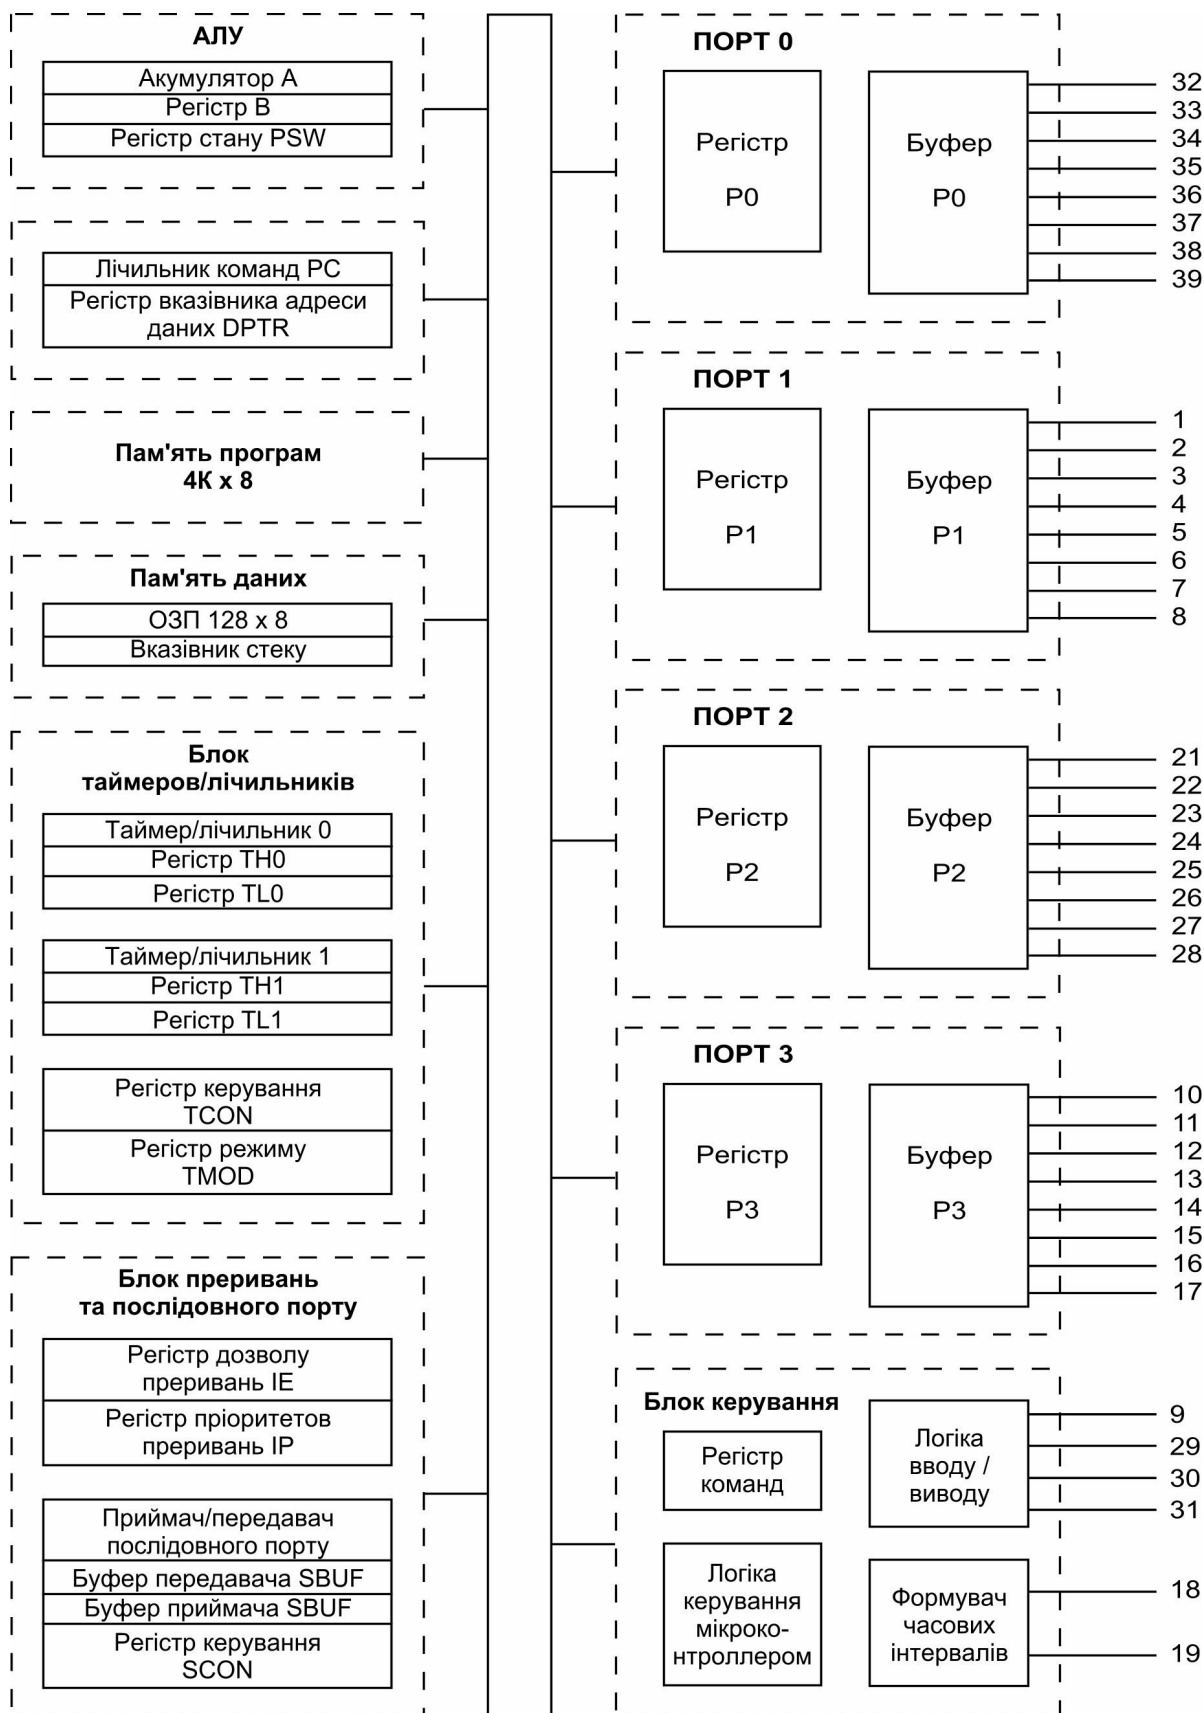 АЛУ
Акумулятор А
Регістр В
Регістр стану PSW
Лічильник команд PC
Регістр вказівника адреси
даних DPTR
Пам'ять програм
4К х 8
Пам'ять даних
ОЗП 128 х 8
Вказівник стеку
Блок
таймеров/лічильників
Таймер/лічильник 0
Регістр TH0
Регістр TL0
Таймер/лічильник 1
Регістр TH1
Регістр TL1
Регістр керування
TCON
Регістр режиму
TMOD
Блок преривань
та послідовного порту
Регістр дозволу
преривань IE
Регістр пріоритетов
преривань IP
Приймач/передавач
послідовного порту
Буфер передавача SBUF
Буфер приймача SBUF
Регістр керування
SCON
ПОРТ 0
Регістр
P0
Буфер
P0
32
33
34
35
36
37
38
39
ПОРТ 1
Регістр
P1
Буфер
P1
1
2
3
4
5
6
7
8
ПОРТ 2
Регістр
P2
Буфер
P2
21
22
23
24
25
26
27
28
ПОРТ 3
Регістр
P3
Буфер
P3
10
11
12
13
14
15
16
17
Блок керування
Регістр
команд
Логіка
вводу /
виводу
9
29
30
31
Логіка
керування
мікроко-
нтроллером
Формувач
часових
інтервалів
18
19